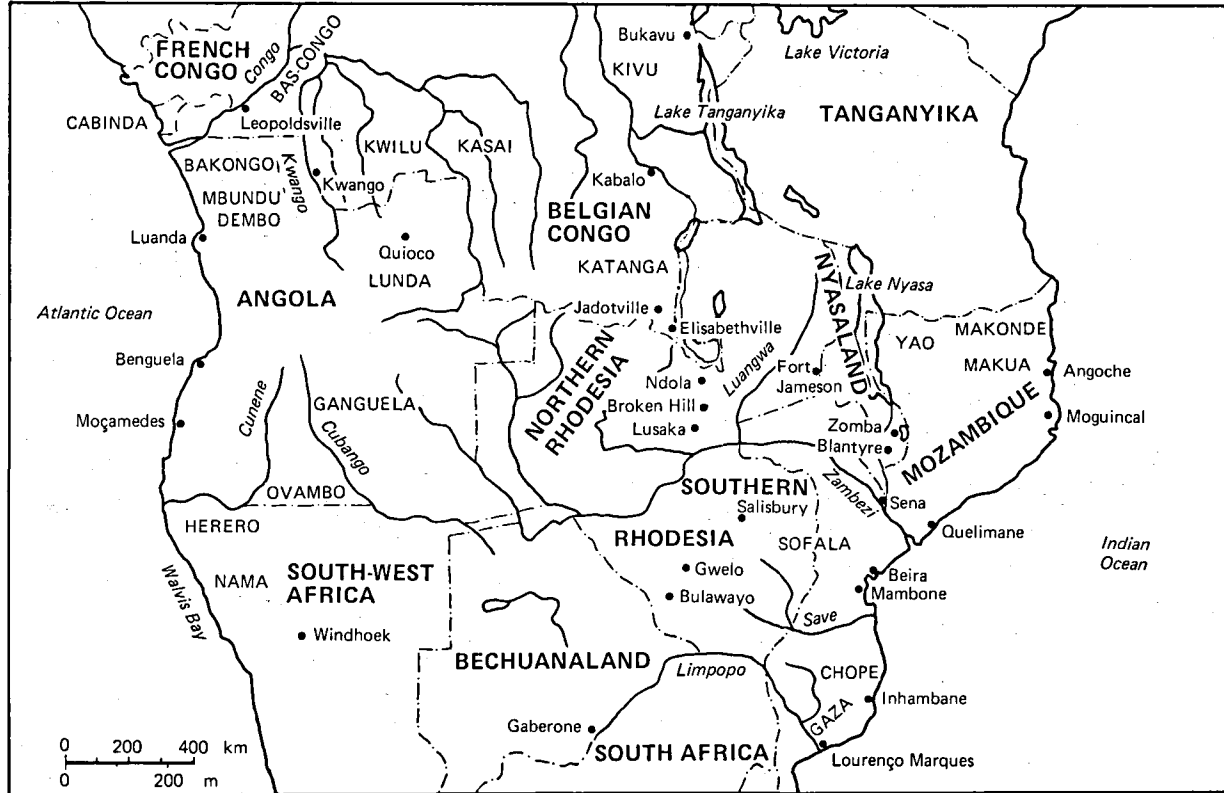 FRENCH
CONGO
Congo
BAS-CONGO
CABINDA
Leopoldsville
BAKONGO
Kwango
Kwango
KWILU
KASAI
MBUNDU
DEMBO
Luanda
Quioco
LUNDA
ANGOLA
Atlantic Ocean
Benguela
Moçamedes
Cunene
GANGUELA
Cubango
OVAMBO
HERERO
NAMA
Walvis Bay
SOUTH-WEST
AFRICA
Windhoek
Bukavu
KIVU
Lake Victoria
Lake Tanganyika
TANGANYIKA
Kabalo
BELGIAN
CONGO
KATANGA
Jadotville
Elisabethville
NORTHERN
RHODESIA
Ndola
Broken Hill
Lusaka
Luangwa
Fort
Jameson
NYASALAND
Lake Nyasa
YAO
MAKONDE
MAKUA
Angoche
Moguincal
MOZAMBIQUE
Zomba
Blantyre
Zambezi
Sena
Quelimane
SOUTHERN
RHODESIA
Salisbury
SOFALA
Gwelo
Bulawayo
Beira
Mambone
Save
Indian
Ocean
BECHUANALAND
Limpopo
CHOPE
GAZA
Inhambane
Gaberone
SOUTH AFRICA
Lourenço Marques
0 200 400 km
0 200 m